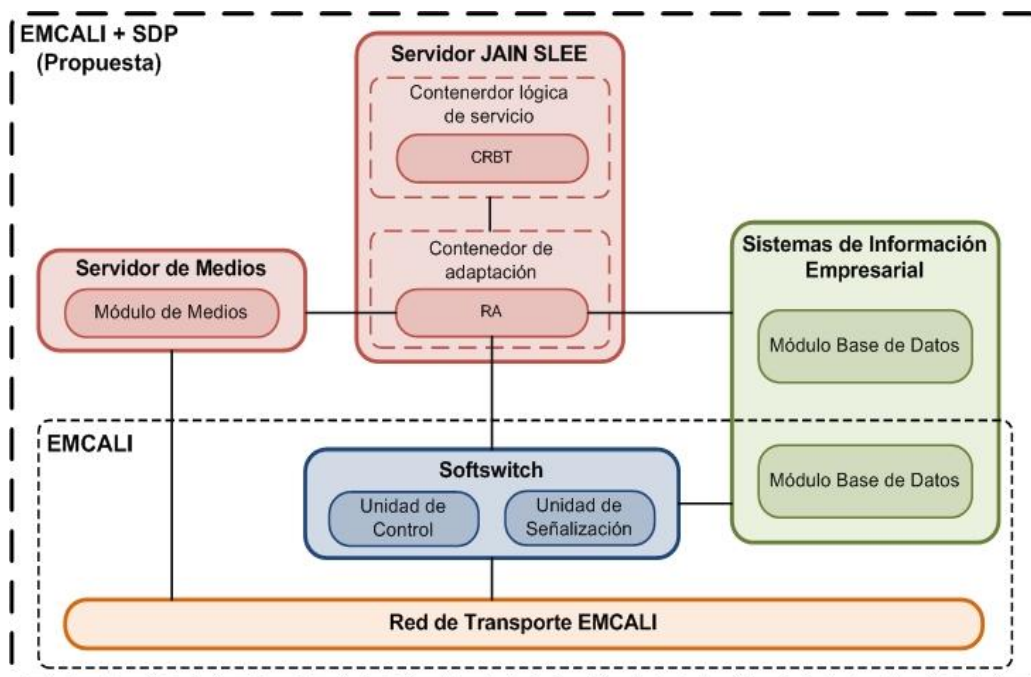 EMCALI + SDP
(Propuesta)
Servidor JAIN SLEE
Contenerdor lógica
de servicio
CRBT
Contenedor de
adaptación
RA
Servidor de Medios
Módulo de Medios
Sistemas de Información
Empresarial
Módulo Base de Datos
Módulo Base de Datos
EMCALI
Softswitch
Unidad de
Control
Unidad de
Señalización
Red de Transporte EMCALI